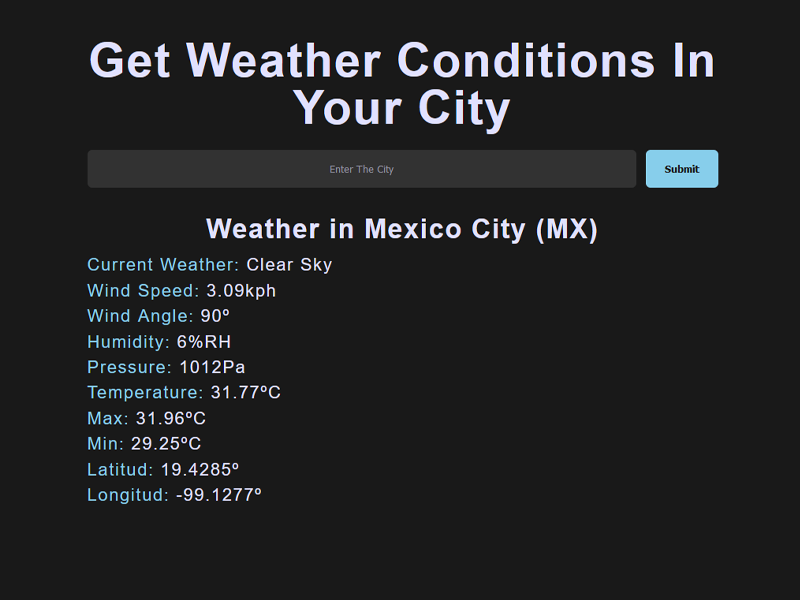 Get Weather Conditions In
Your City
Enter The City
Submit
Weather in Mexico City (MX)
Current Weather: Clear Sky
Wind Speed: 3.09kph
Wind Angle: 90º
Humidity: 6%RH
Pressure: 1012Pa
Temperature: 31.77ºC
Max: 31.96ºC
Min: 29.25ºC
Latitud: 19.4285º
Longitud: -99.1277º